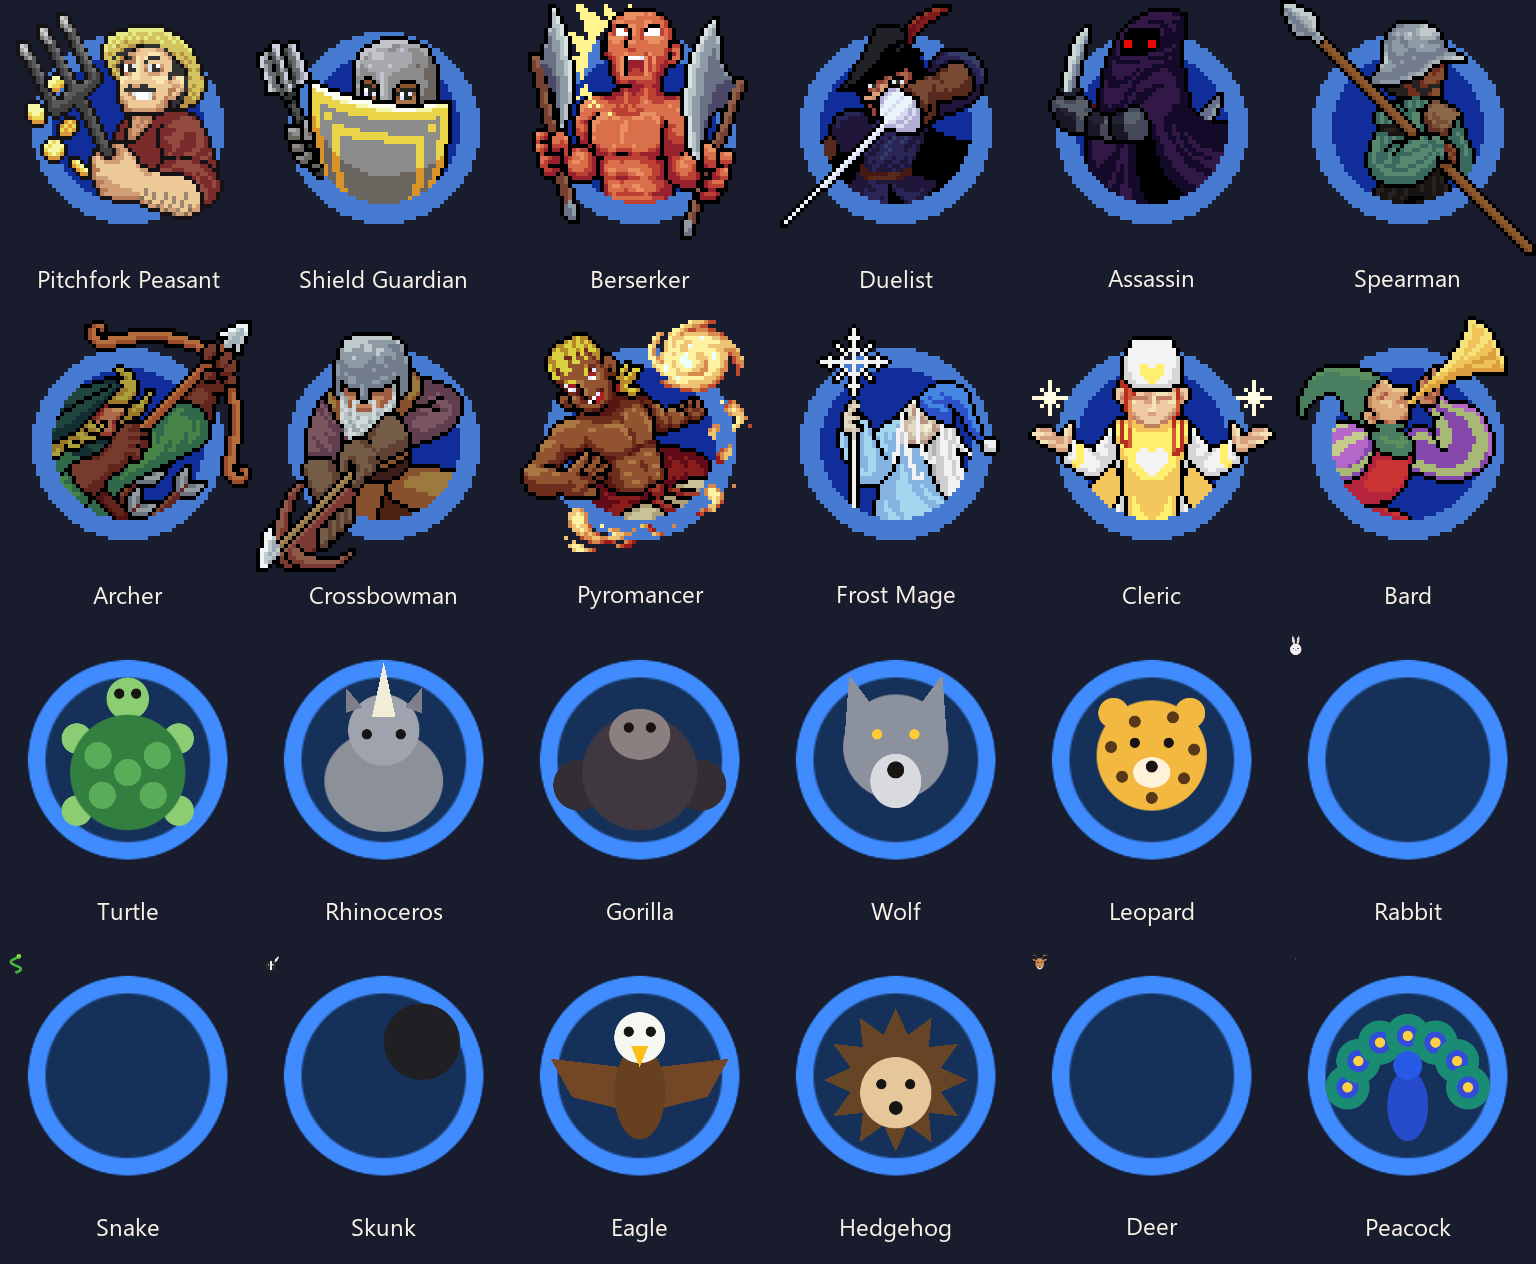 Pitchfork Peasant
Shield Guardian
Berserker
Duelist
Assassin
Spearman
Archer
Crossbowman
Pyromancer
Frost Mage
Cleric
Bard
Turtle
Rhinoceros
Gorilla
Wolf
Leopard
Rabbit
Snake
Skunk
Eagle
Hedgehog
Deer
Peacock